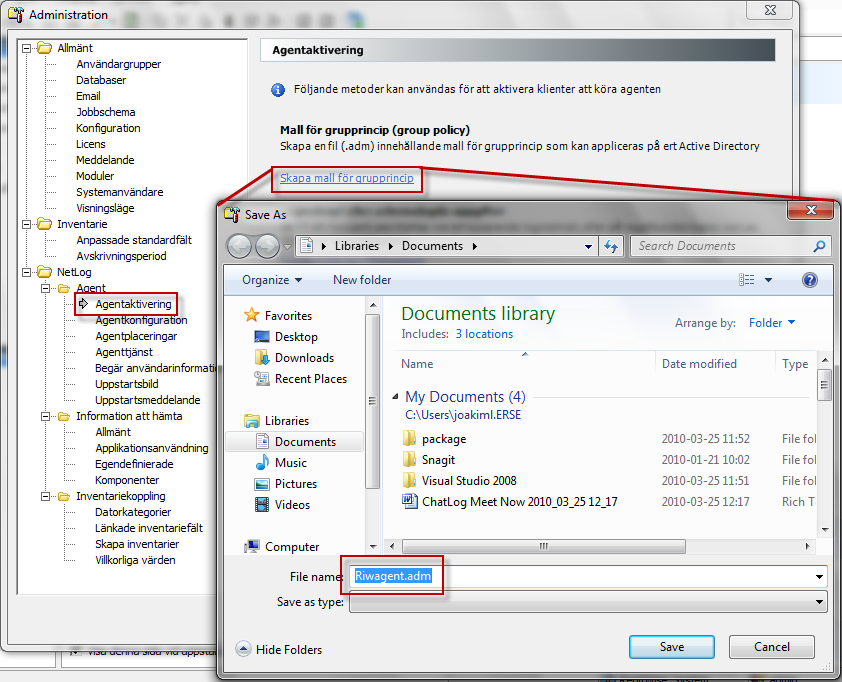 Administration
Allmänt
Användargrupper
Databaser
Email
Jobbschema
Konfiguration
Licens
Meddelande
Moduler
Systemanvändare
Visningsläge
Inventarie
Anpassade standardfält
Avskrivningsperiod
NetLog
Agent
Agentaktivering
Agentkonfiguration
Agentplaceringar
Agenttjänst
Begär användarinformatio
Uppstartsbild
Uppstartsmeddelande
Information att hämta
Allmänt
Applikationsanvändning
Egendefinierade
Komponenter
Inventariekoppling
Datorkategorier
Länkade inventariefält
Skapa inventarier
Villkorliga värden
Agentaktivering
Följande metoder kan användas för att aktivera klienter att köra agenten
Mall för grupprincip (group policy)
Skapa en fil (.adm) innehållande mall för grupprincip som kan appliceras på ert Active Directory
Skapa mall för grupprincip
Save As
Libraries Documents
Search Documents
Organize New folder
Favorites
Desktop
Downloads
Recent Places
Libraries
Documents
Music
Pictures
Videos
Computer
Documents library
Includes: 3 locations
Arrange by: Folder
Name Date modified Type
My Documents (4)
C:\Users\joakiml.ERSE
package 2010-03-25 11:52 File fol
Snagit 2010-01-21 10:02 File fol
Visual Studio 2008 2010-03-25 11:51 File fol
ChatLog Meet Now 2010_03_25 12_17 2010-03-25 12:17 Rich T
File name: Riwagent.adm
Save as type:
Hide Folders
Save Cancel